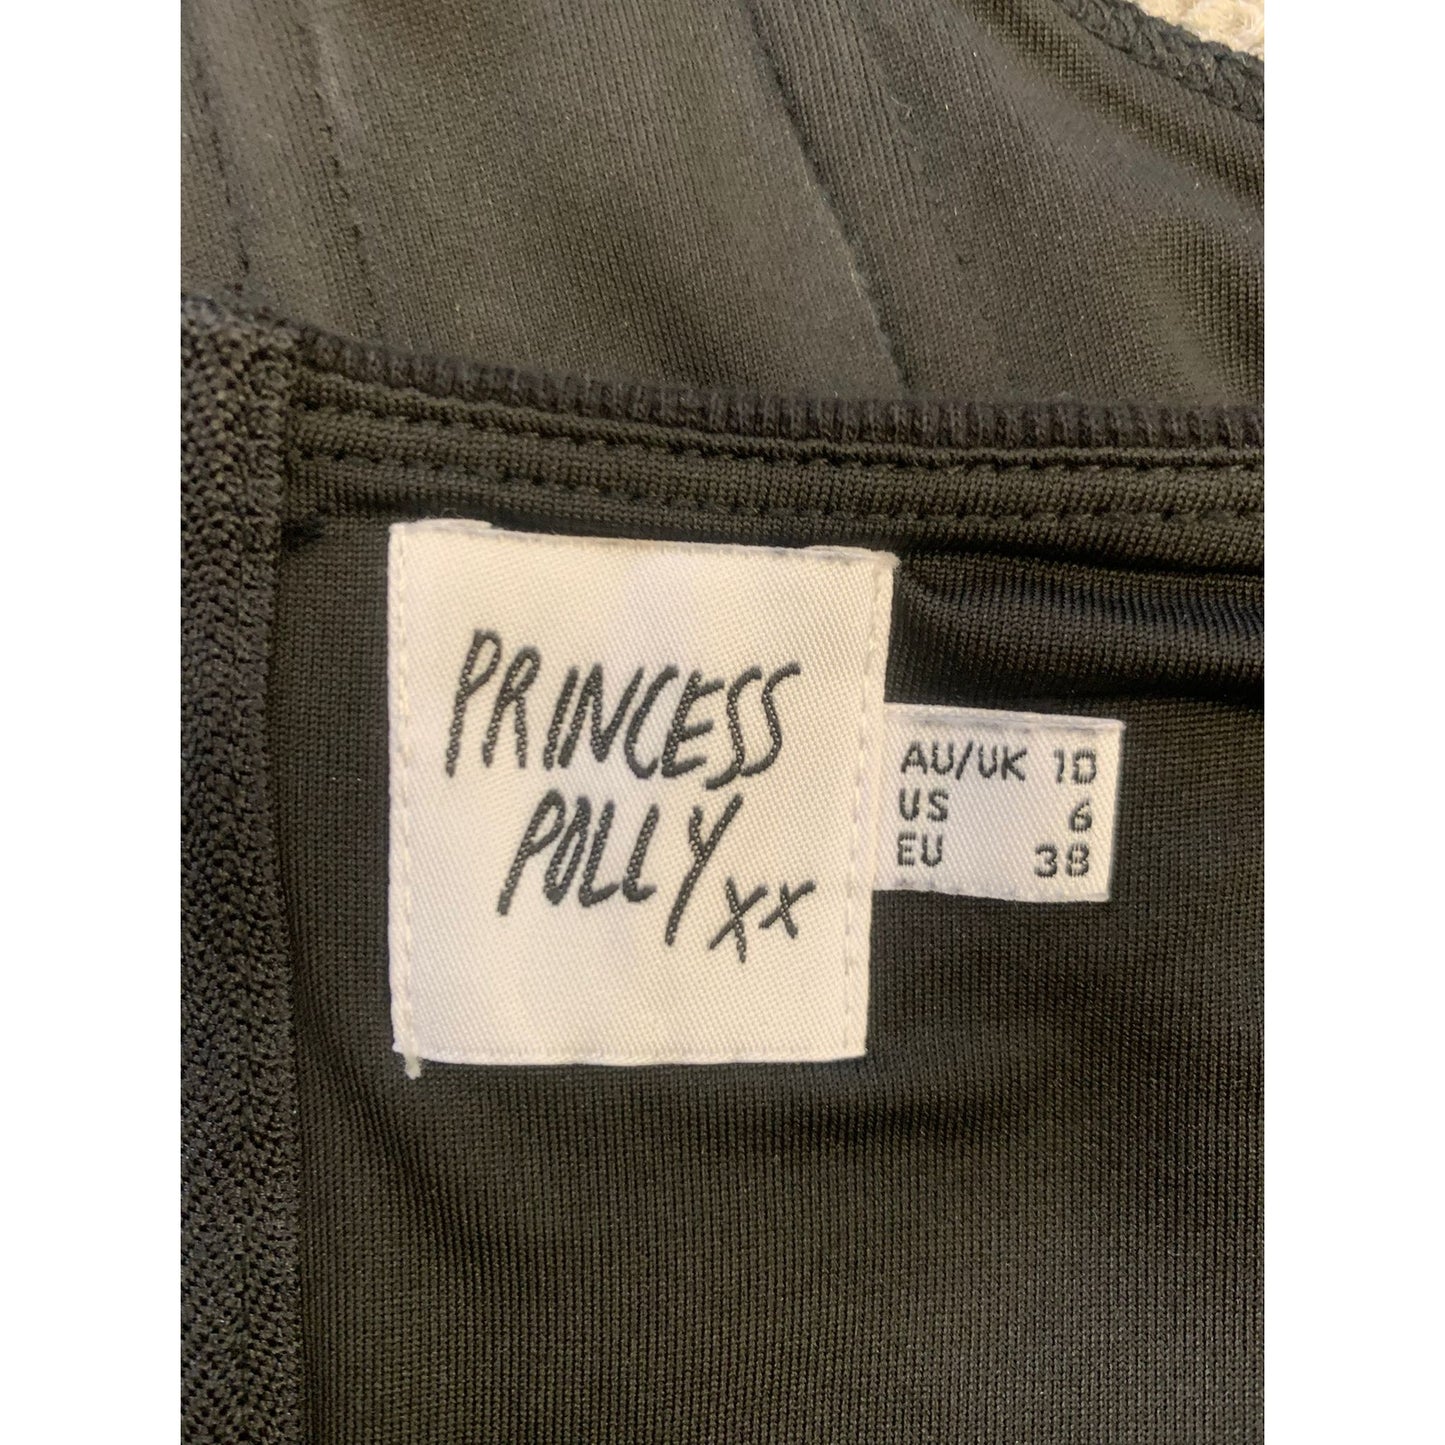 PRINCESS
POLLY xx
AU/UK 10
US 6
EU 38